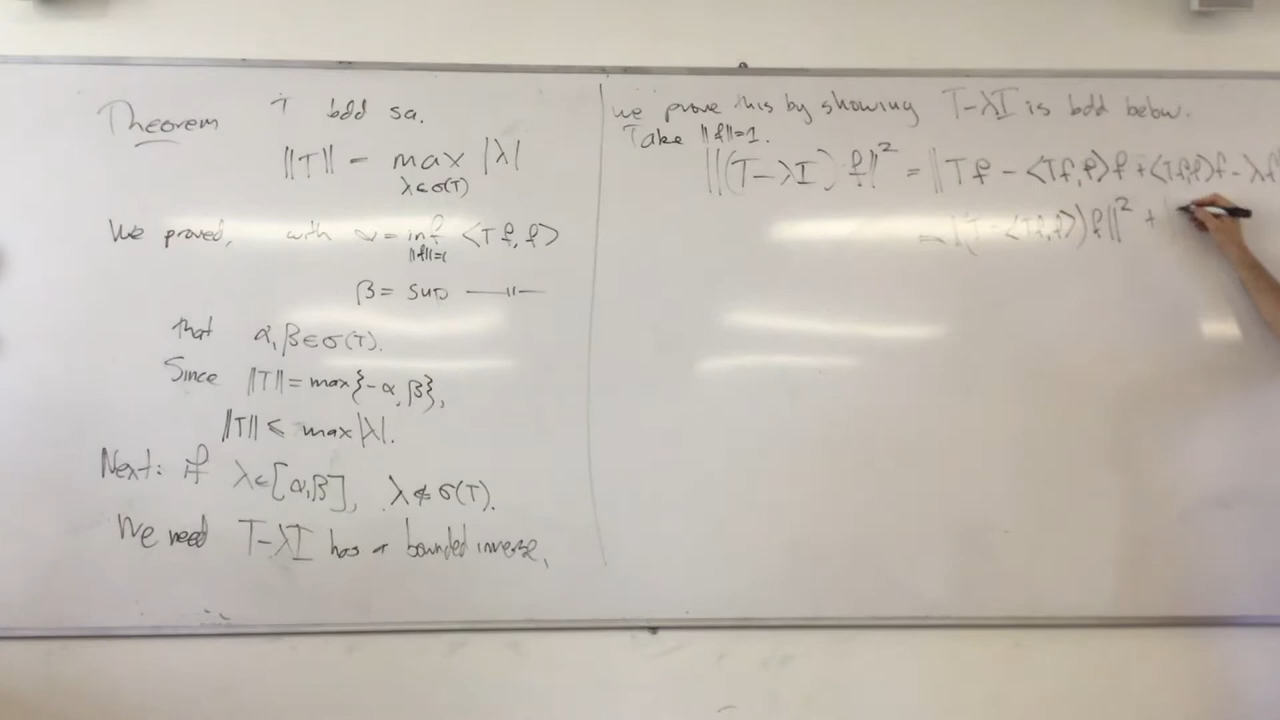 Theorem T bdd sa.
||T|| = max |λ|
λ∈σ(T)
We proved, with α = inf <Tf, f>
||f||=1
β = sup —〃—
that α, β ∈ σ(T).
Since ||T|| = max{-α, β},
||T|| ≤ max|λ|.
Next: if λ∈[α,β], λ∉σ(T).
We need T-λI has a bounded inverse,
We prove this by showing T-λI is bdd below.
Take ||f||=1.
||(T-λI) f||² = ||Tf - <Tf,f>f + <Tf,f>f - λf
= ||(T - <Tf,f>)f||² + |